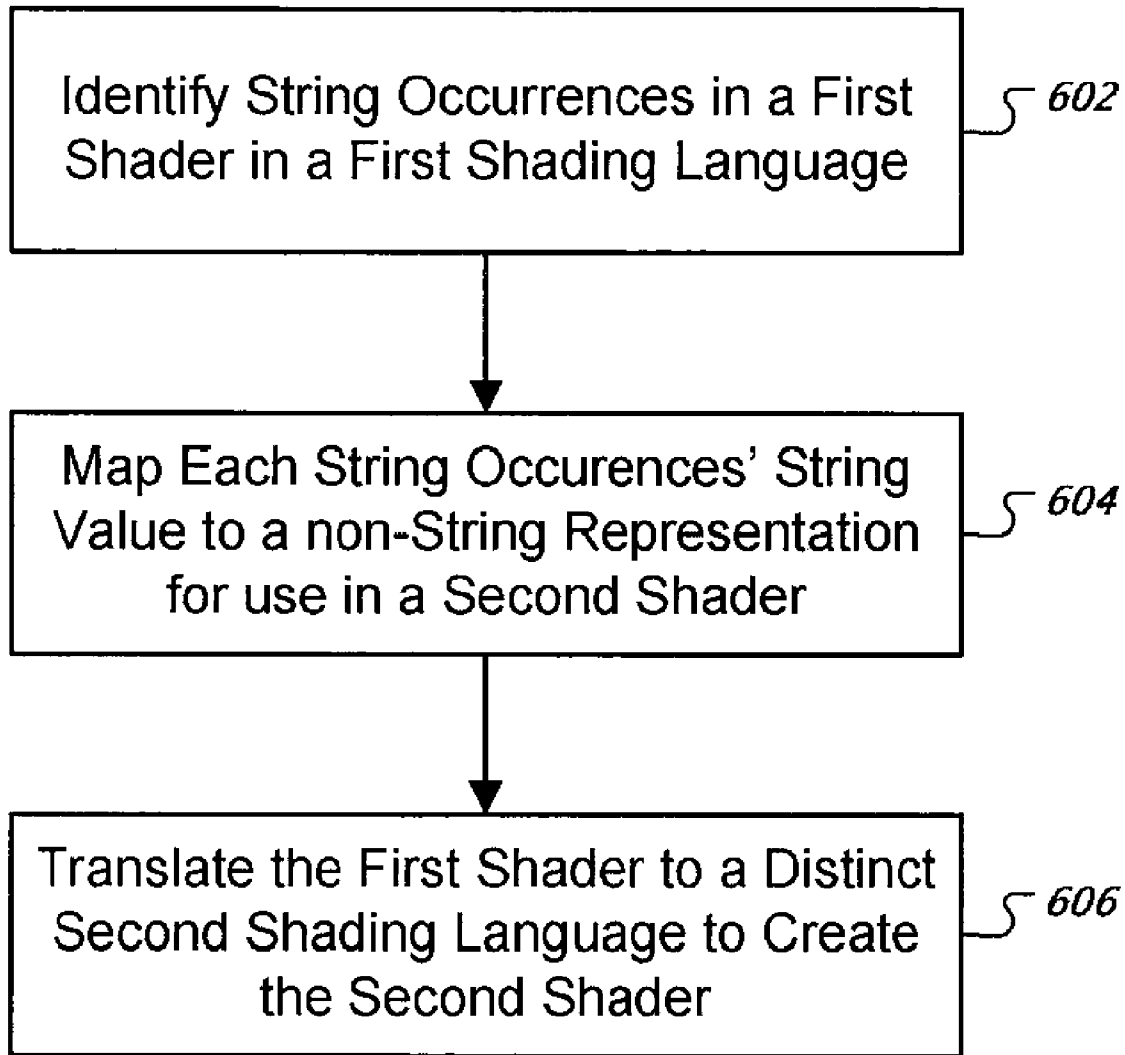 Identify String Occurrences in a First
Shader in a First Shading Language
602
Map Each String Occurences’ String
Value to a non-String Representation
for use in a Second Shader
604
Translate the First Shader to a Distinct
Second Shading Language to Create
the Second Shader
606